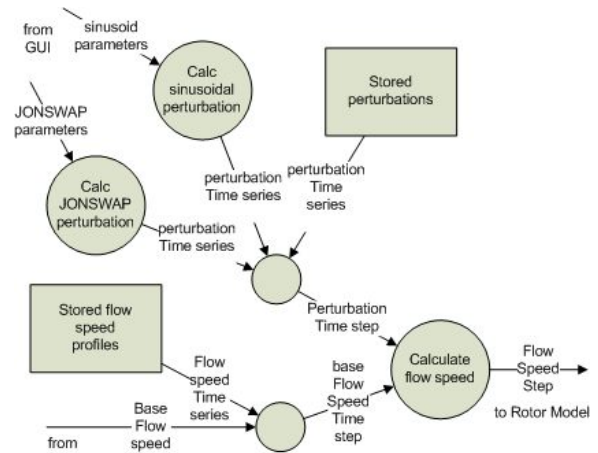 from
GUI
sinusoid
parameters
Calc
sinusoidal
perturbation
Stored
perturbations
JONSWAP
parameters
Calc
JONSWAP
perturbation
perturbation
Time series
perturbation
Time series
perturbation
Time
series
Stored flow
speed
profiles
Perturbation
Time step
Flow
speed
Time
series
base
Flow
Speed
Time
step
Calculate
flow speed
Flow
Speed
Step
to Rotor Model
Base
Flow
speed
from